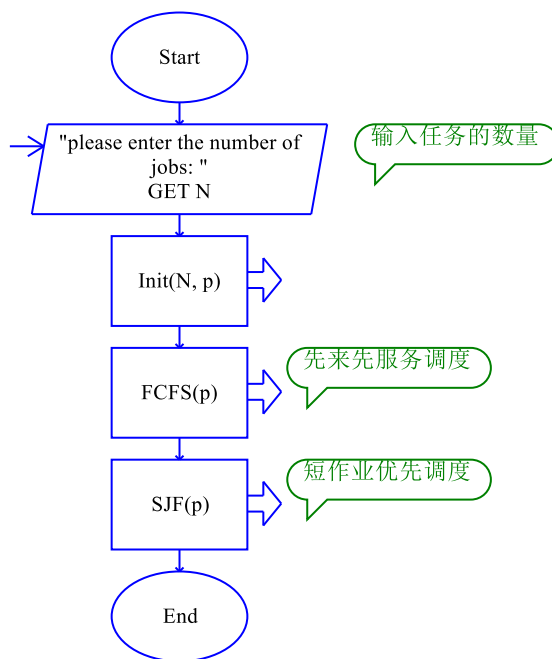 Start
"please enter the number of
jobs: "
GET N
输入任务的数量
Init(N, p)
FCFS(p)
先来先服务调度
SJF(p)
短作业优先调度
End